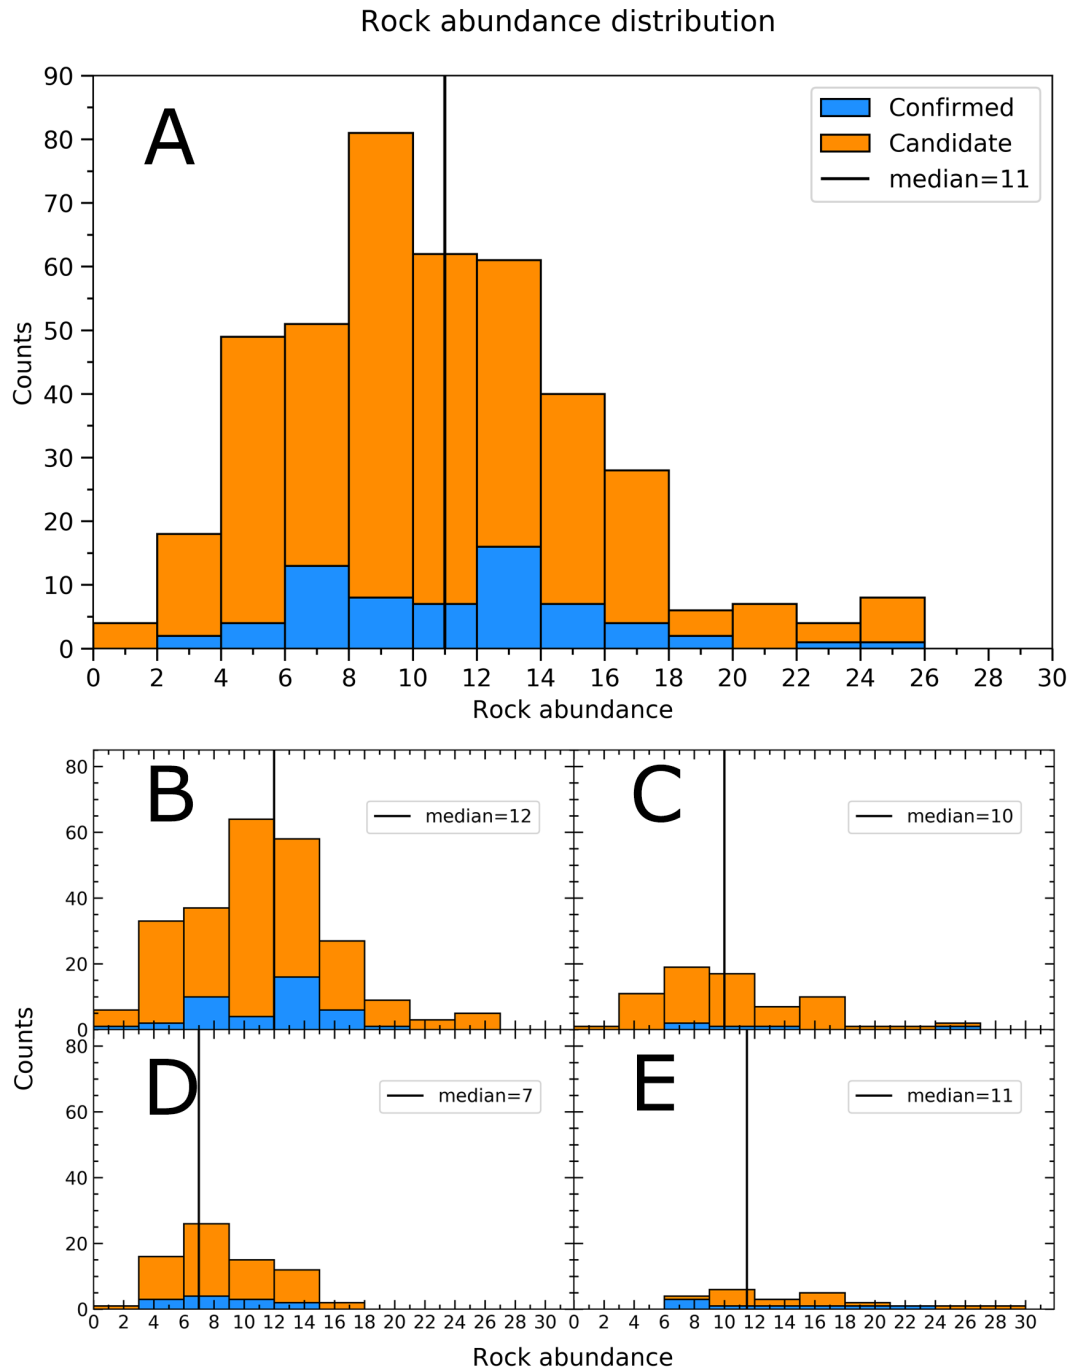 Rock abundance distribution
90
80
70
60
50
40
30
20
10
0
Counts
A
Confirmed
Candidate
median=11
0 2 4 6 8 10 12 14 16 18 20 22 24 26 28 30
Rock abundance
80
60
40
20
0
B
median=12
C
median=10
Counts
80
60
40
20
0
D
median=7
E
median=11
0 2 4 6 8 10 12 14 16 18 20 22 24 26 28 30
0 2 4 6 8 10 12 14 16 18 20 22 24 26 28 30
Rock abundance